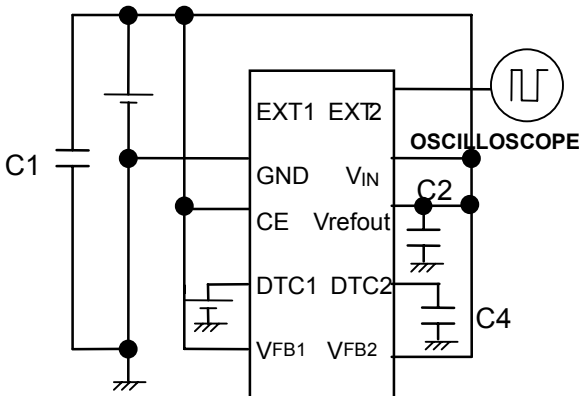 EXT1 EXT2
OSCILLOSCOPE
C1
GND VIN
C2
CE Vrefout
DTC1 DTC2
C4
VFB1 VFB2